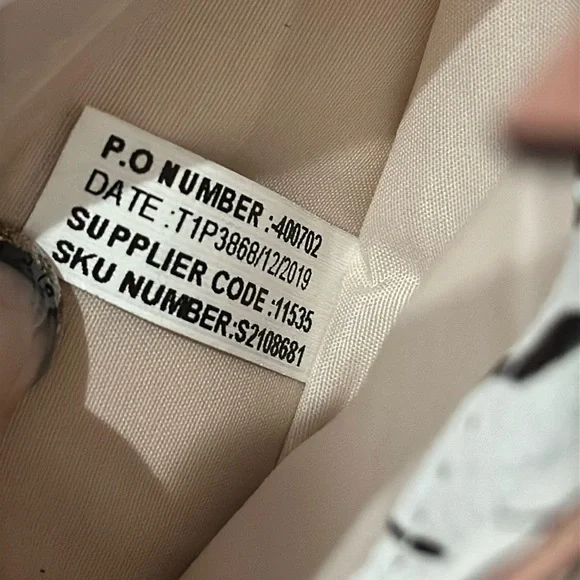 P.O NUMBER :400702
DATE :T1P3868/12/2019
SUPPLIER CODE :11535
SKU NUMBER:S2108681